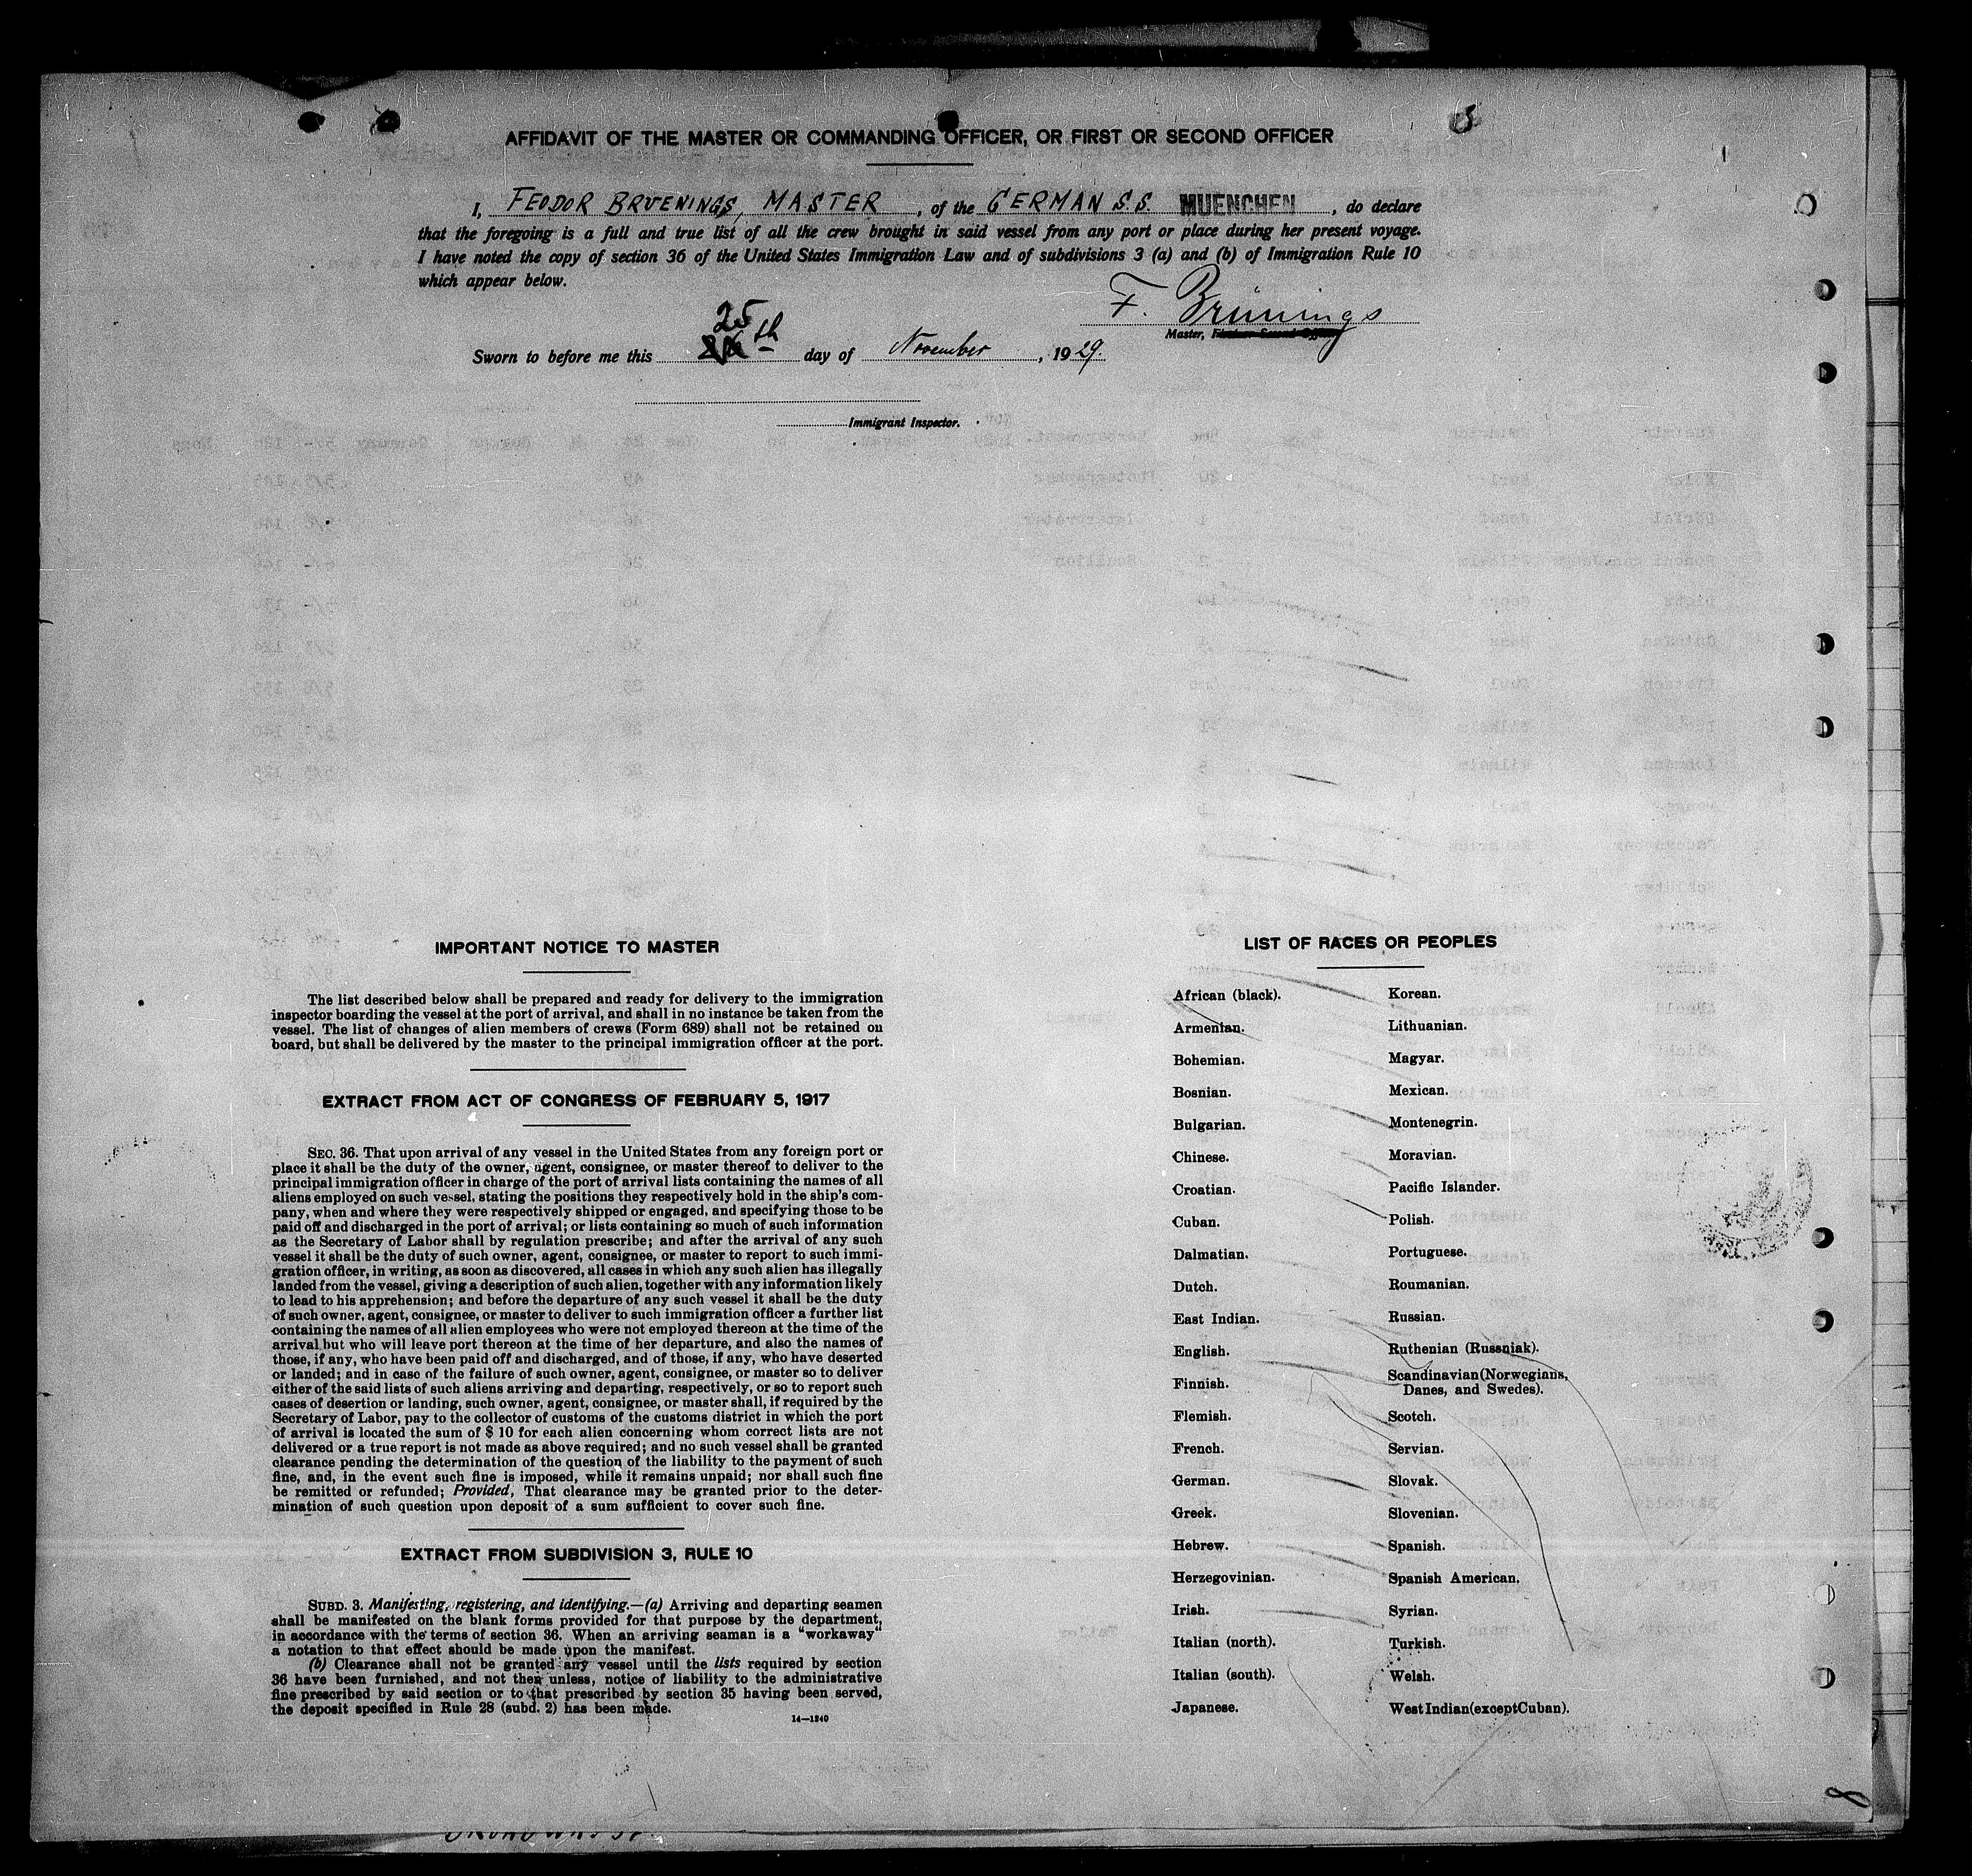 AFFIDAVIT OF THE MASTER OR COMMANDING OFFICER, OR FIRST OR SECOND OFFICER
I, FEODOR BRUENINGS, MASTER, of the GERMAN S.S. MUENCHEN, do declare
that the foregoing is a full and true list of all the crew brought in said vessel from any port or place during her present voyage.
I have noted the copy of section 36 of the United States Immigration Law and of subdivisions 3 (a) and (b) of Immigration Rule 10
which appear below.
F. Brünings
Master,
25
Sworn to before me this th day of November, 1929.
Immigrant Inspector.
IMPORTANT NOTICE TO MASTER
The list described below shall be prepared and ready for delivery to the immigration
inspector boarding the vessel at the port of arrival, and shall in no instance be taken from the
vessel. The list of changes of alien members of crews (Form 689) shall not be retained on
board, but shall be delivered by the master to the principal immigration officer at the port.
EXTRACT FROM ACT OF CONGRESS OF FEBRUARY 5, 1917
SEC. 36. That upon arrival of any vessel in the United States from any foreign port or
place it shall be the duty of the owner, agent, consignee, or master thereof to deliver to the
principal immigration officer in charge of the port of arrival lists containing the names of all
aliens employed on such vessel, stating the positions they respectively hold in the ship's com-
pany, when and where they were respectively shipped or engaged, and specifying those to be
paid off and discharged in the port of arrival; or lists containing so much of such information
as the Secretary of Labor shall by regulation prescribe; and after the arrival of any such
vessel it shall be the duty of such owner, agent, consignee, or master to report to such immi-
gration officer, in writing, as soon as discovered, all cases in which any such alien has illegally
landed from the vessel, giving a description of such alien, together with any information likely
to lead to his apprehension; and before the departure of any such vessel it shall be the duty
of such owner, agent, consignee, or master to deliver to such immigration officer a further list
containing the names of all alien employees who were not employed thereon at the time of the
arrival but who will leave port thereon at the time of her departure, and also the names of
those, if any, who have been paid off and discharged, and of those, if any, who have deserted
or landed; and in case of the failure of such owner, agent, consignee, or master so to deliver
either of the said lists of such aliens arriving and departing, respectively, or so to report such
cases of desertion or landing, such owner, agent, consignee, or master shall, if required by the
Secretary of Labor, pay to the collector of customs of the customs district in which the port
of arrival is located the sum of $ 10 for each alien concerning whom correct lists are not
delivered or a true report is not made as above required; and no such vessel shall be granted
clearance pending the determination of the question of the liability to the payment of such
fine, and, in the event such fine is imposed, while it remains unpaid; nor shall such fine
be remitted or refunded; Provided, That clearance may be granted prior to the deter-
mination of such question upon deposit of a sum sufficient to cover such fine.
EXTRACT FROM SUBDIVISION 3, RULE 10
SUBD. 3. Manifesting, registering, and identifying.—(a) Arriving and departing seamen
shall be manifested on the blank forms provided for that purpose by the department,
in accordance with the terms of section 36. When an arriving seaman is a "workaway"
a notation to that effect should be made upon the manifest.
(b) Clearance shall not be granted any vessel until the lists required by section
36 have been furnished, and not then unless, notice of liability to the administrative
fine prescribed by said section or to that prescribed by section 35 having been served,
the deposit specified in Rule 28 (subd. 2) has been made.
14—1240
LIST OF RACES OR PEOPLES
African (black).
Armenian.
Bohemian.
Bosnian.
Bulgarian.
Chinese.
Croatian.
Cuban.
Dalmatian.
Dutch.
East Indian.
English.
Finnish.
Flemish.
French.
German.
Greek.
Hebrew.
Herzegovinian.
Irish.
Italian (north).
Italian (south).
Japanese.
Korean.
Lithuanian.
Magyar.
Mexican.
Montenegrin.
Moravian.
Pacific Islander.
Polish.
Portuguese.
Roumanian.
Russian.
Ruthenian (Russniak).
Scandinavian (Norwegians,
Danes, and Swedes).
Scotch.
Servian.
Slovak.
Slovenian.
Spanish.
Spanish American.
Syrian.
Turkish.
Welsh.
West Indian (except Cuban).
8